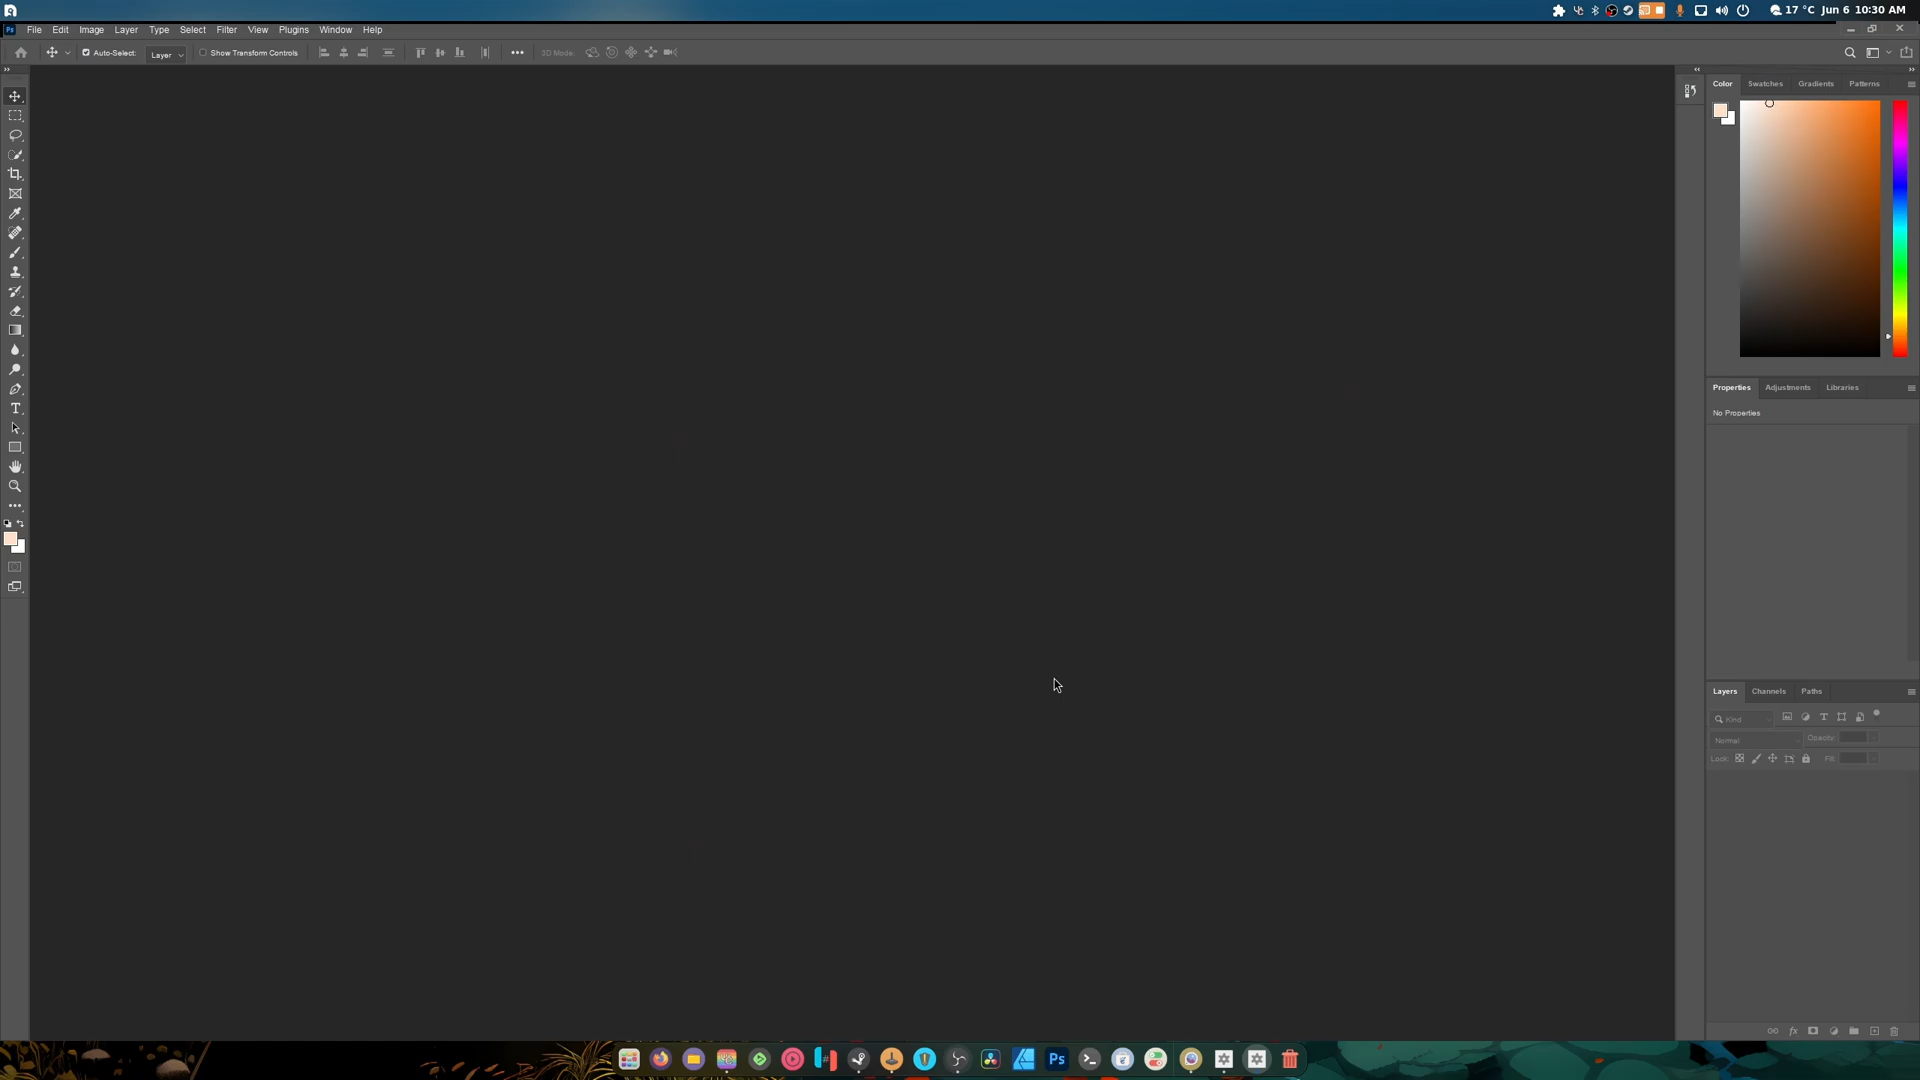 17 °C Jun 6 10:30 AM
Ps File Edit Image Layer Type Select Filter View Plugins Window Help
Auto-Select: Layer Show Transform Controls 3D Mode:
Color Swatches Gradients Patterns
Properties Adjustments Libraries
No Properties
Layers Channels Paths
Kind
Normal Opacity:
Lock: Fill:
Ps